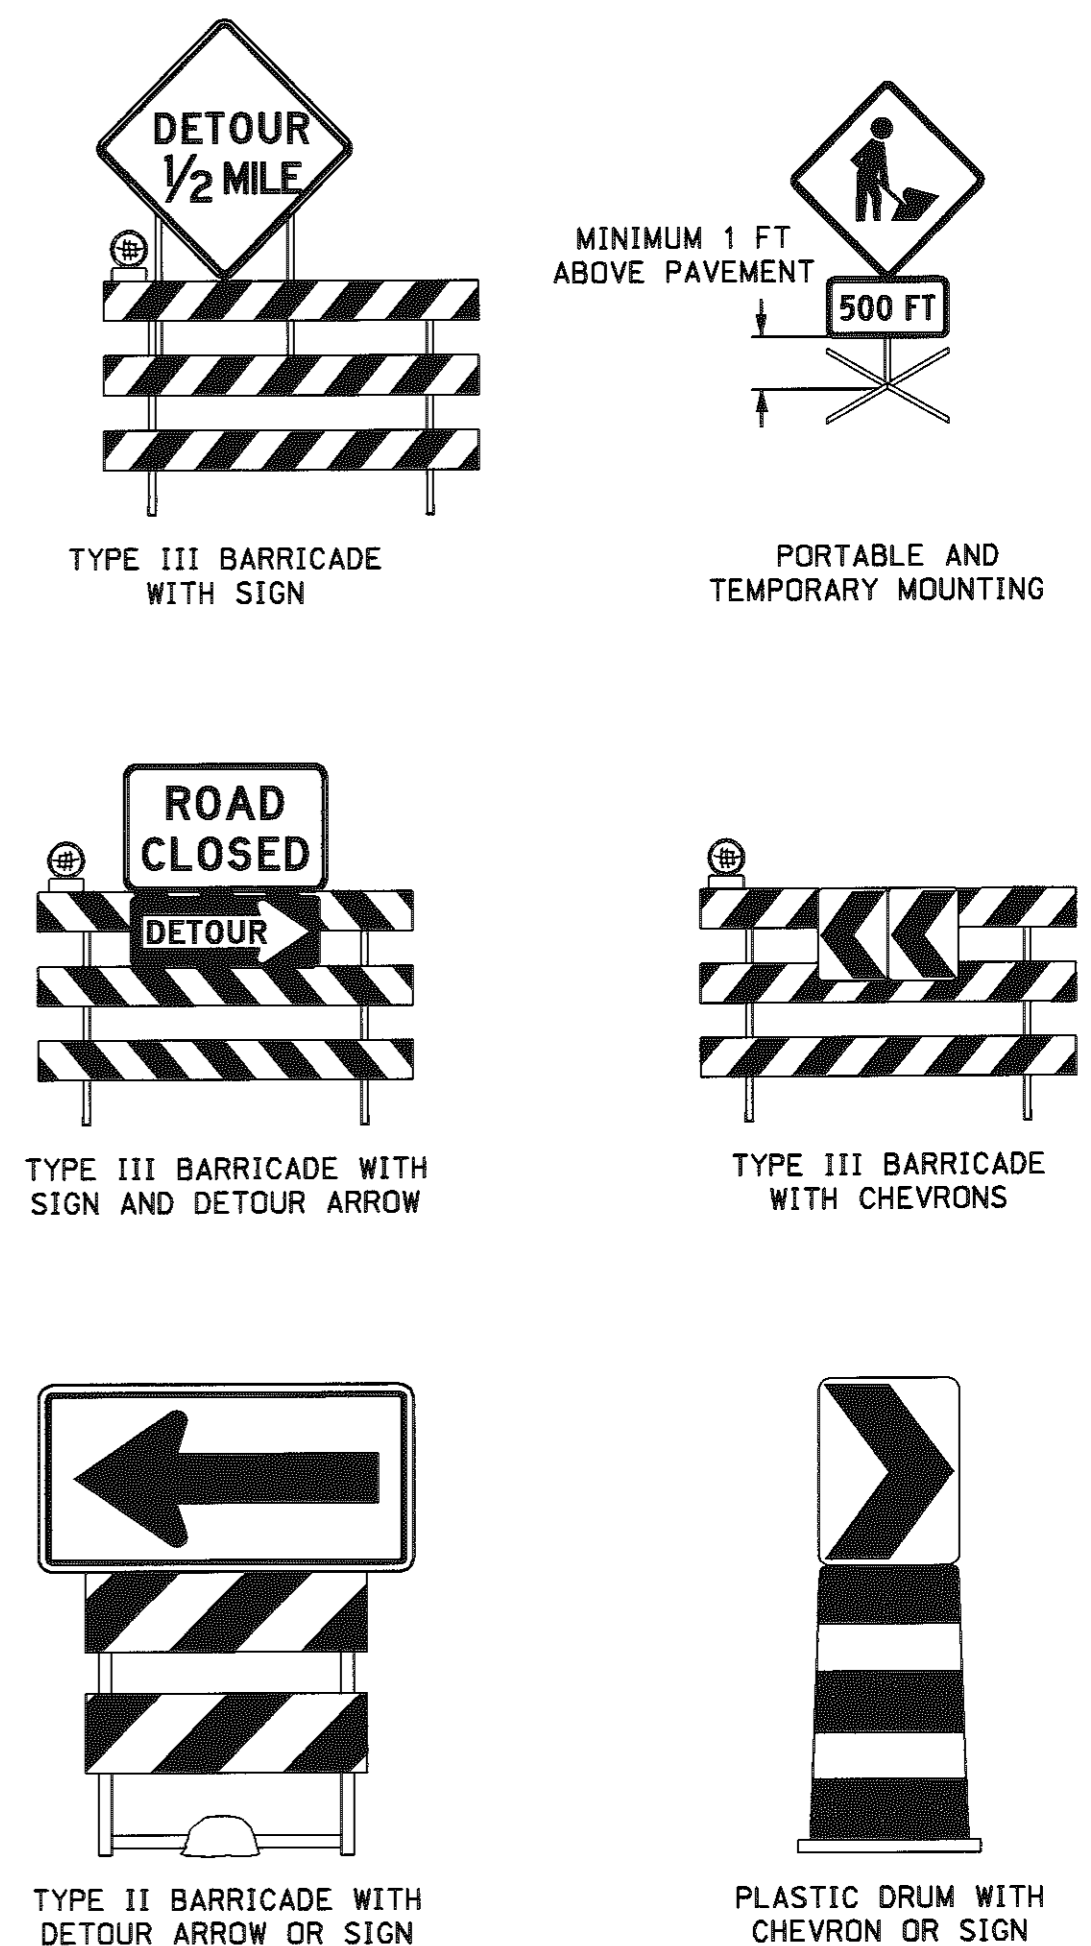 DETOUR
1/2 MILE
TYPE III BARRICADE
WITH SIGN
MINIMUM 1 FT
ABOVE PAVEMENT
500 FT
PORTABLE AND
TEMPORARY MOUNTING
ROAD
CLOSED
DETOUR
TYPE III BARRICADE WITH
SIGN AND DETOUR ARROW
TYPE III BARRICADE
WITH CHEVRONS
TYPE II BARRICADE WITH
DETOUR ARROW OR SIGN
PLASTIC DRUM WITH
CHEVRON OR SIGN